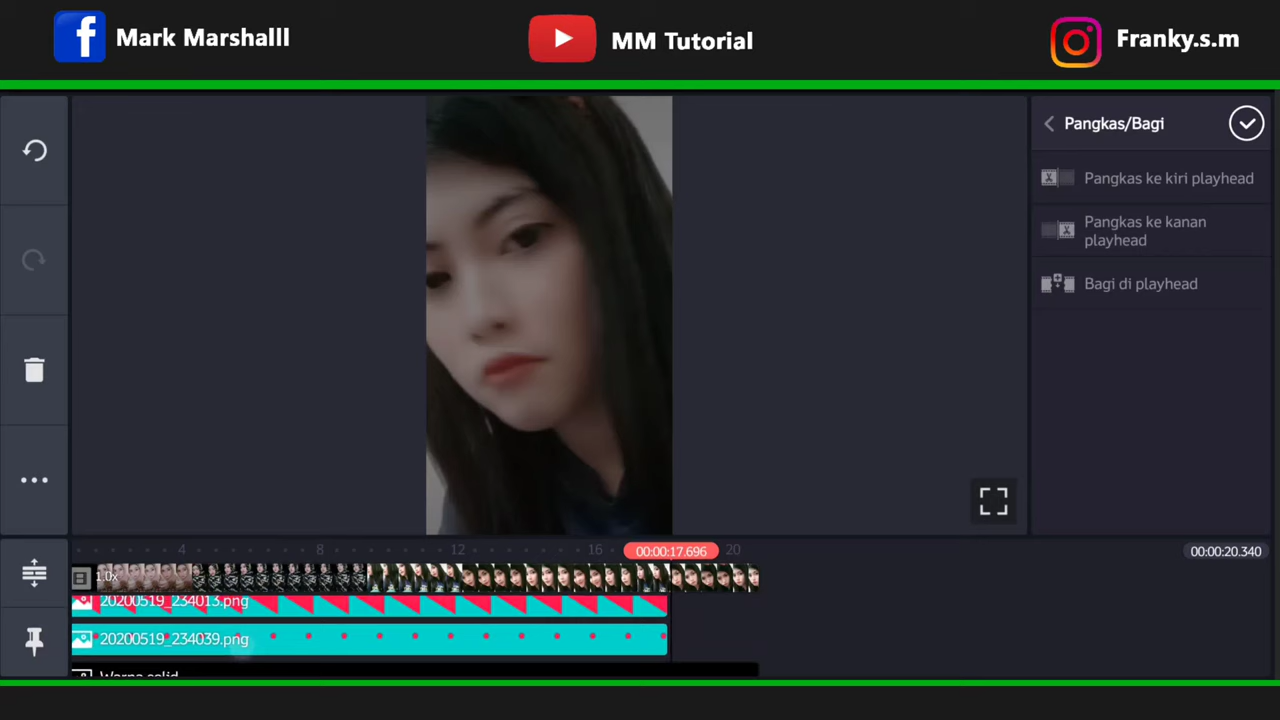 Mark Marshalll
MM Tutorial
Franky.s.m
Pangkas/Bagi
Pangkas ke kiri playhead
Pangkas ke kanan
playhead
Bagi di playhead
4 8 12 16 20
00:00:17.696
00:00:20.340
1.0x
20200519_234013.png
20200519_234039.png
Warna solid